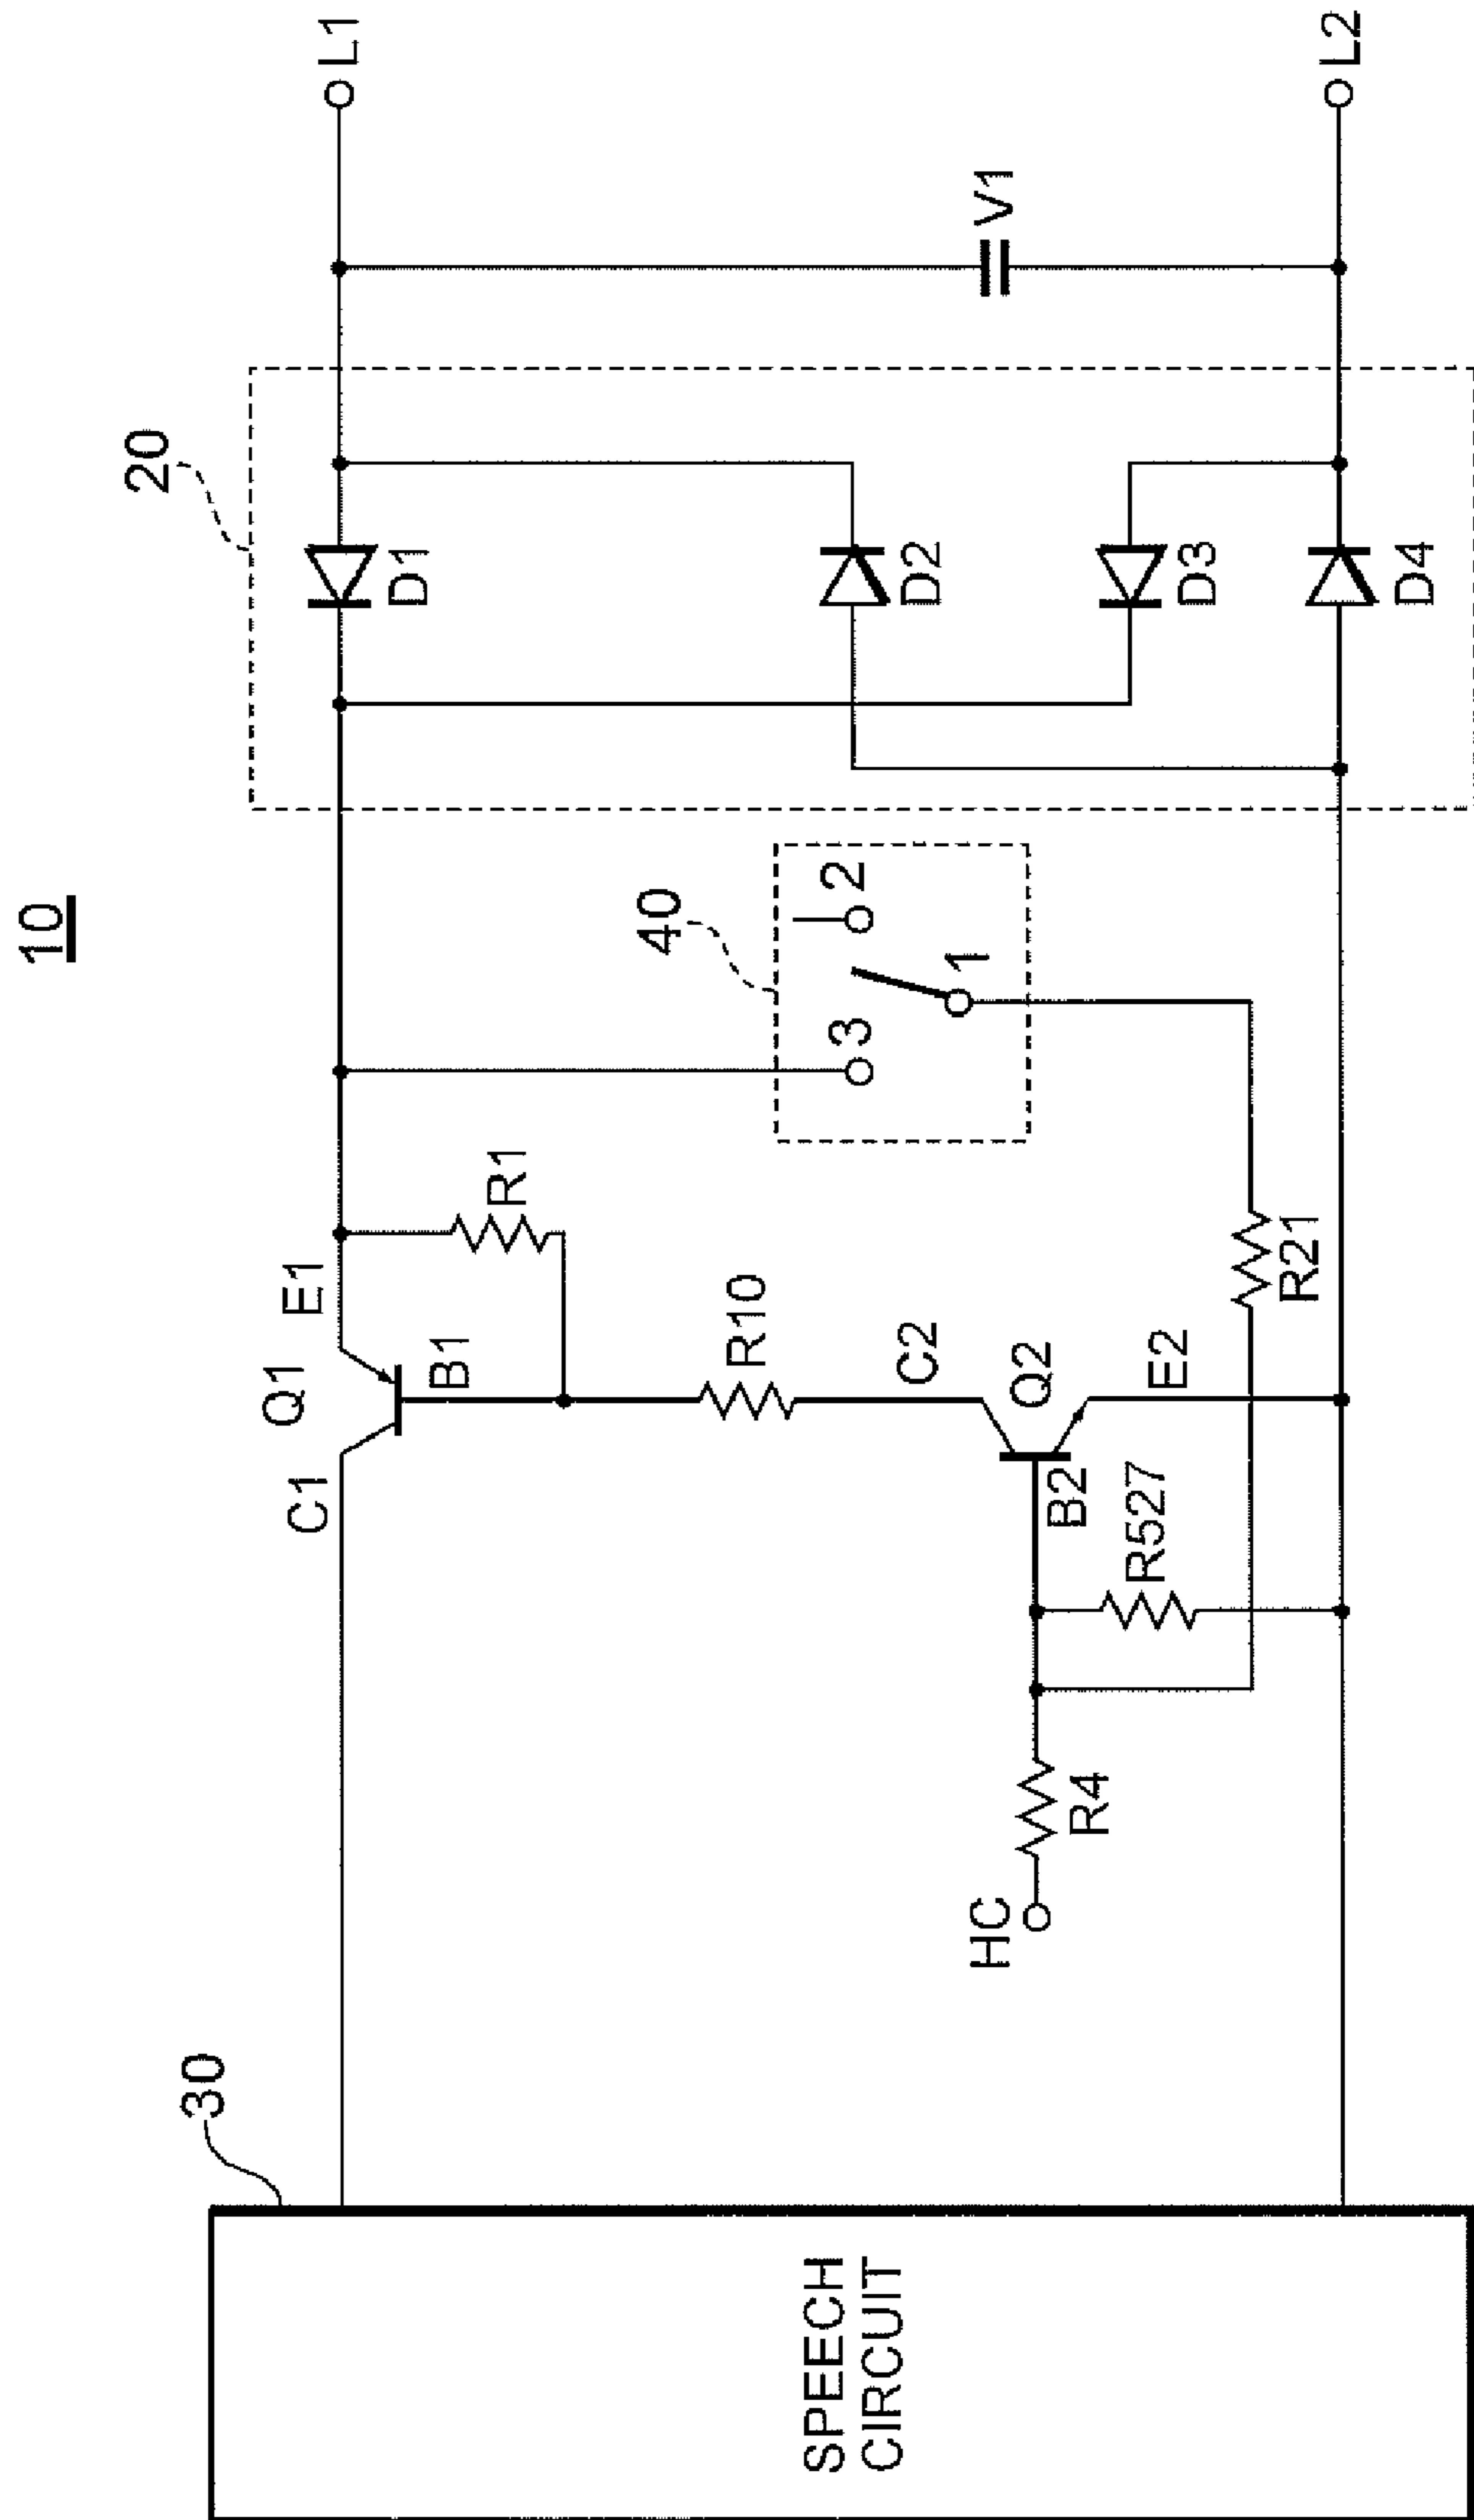 10
20
L1
L2
V1
D1
D2
D3
D4
40
2
1
3
R1
R21
E1
Q1
B1
C1
R10
C2
Q2
E2
B2
R527
R4
HC
30
SPEECH
CIRCUIT